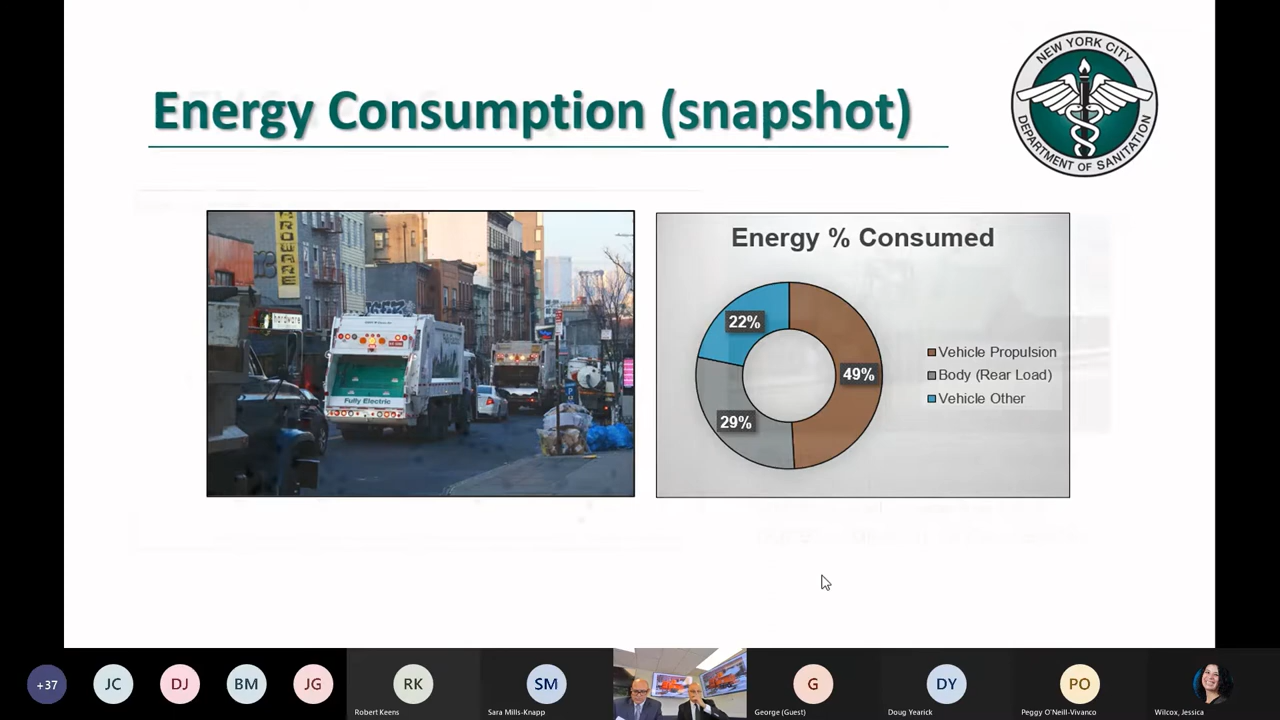 Energy Consumption (snapshot)
NEW YORK CITY
DEPARTMENT OF SANITATION
hardware
Fully Electric
Energy % Consumed
22%
49%
29%
Vehicle Propulsion
Body (Rear Load)
Vehicle Other
+37
JC
DJ
BM
JG
RK
SM
G
DY
PO
Robert Keens
Sara Mills-Knapp
George (Guest)
Doug Yearick
Peggy O'Neill-Vivanco
Wilcox, Jessica